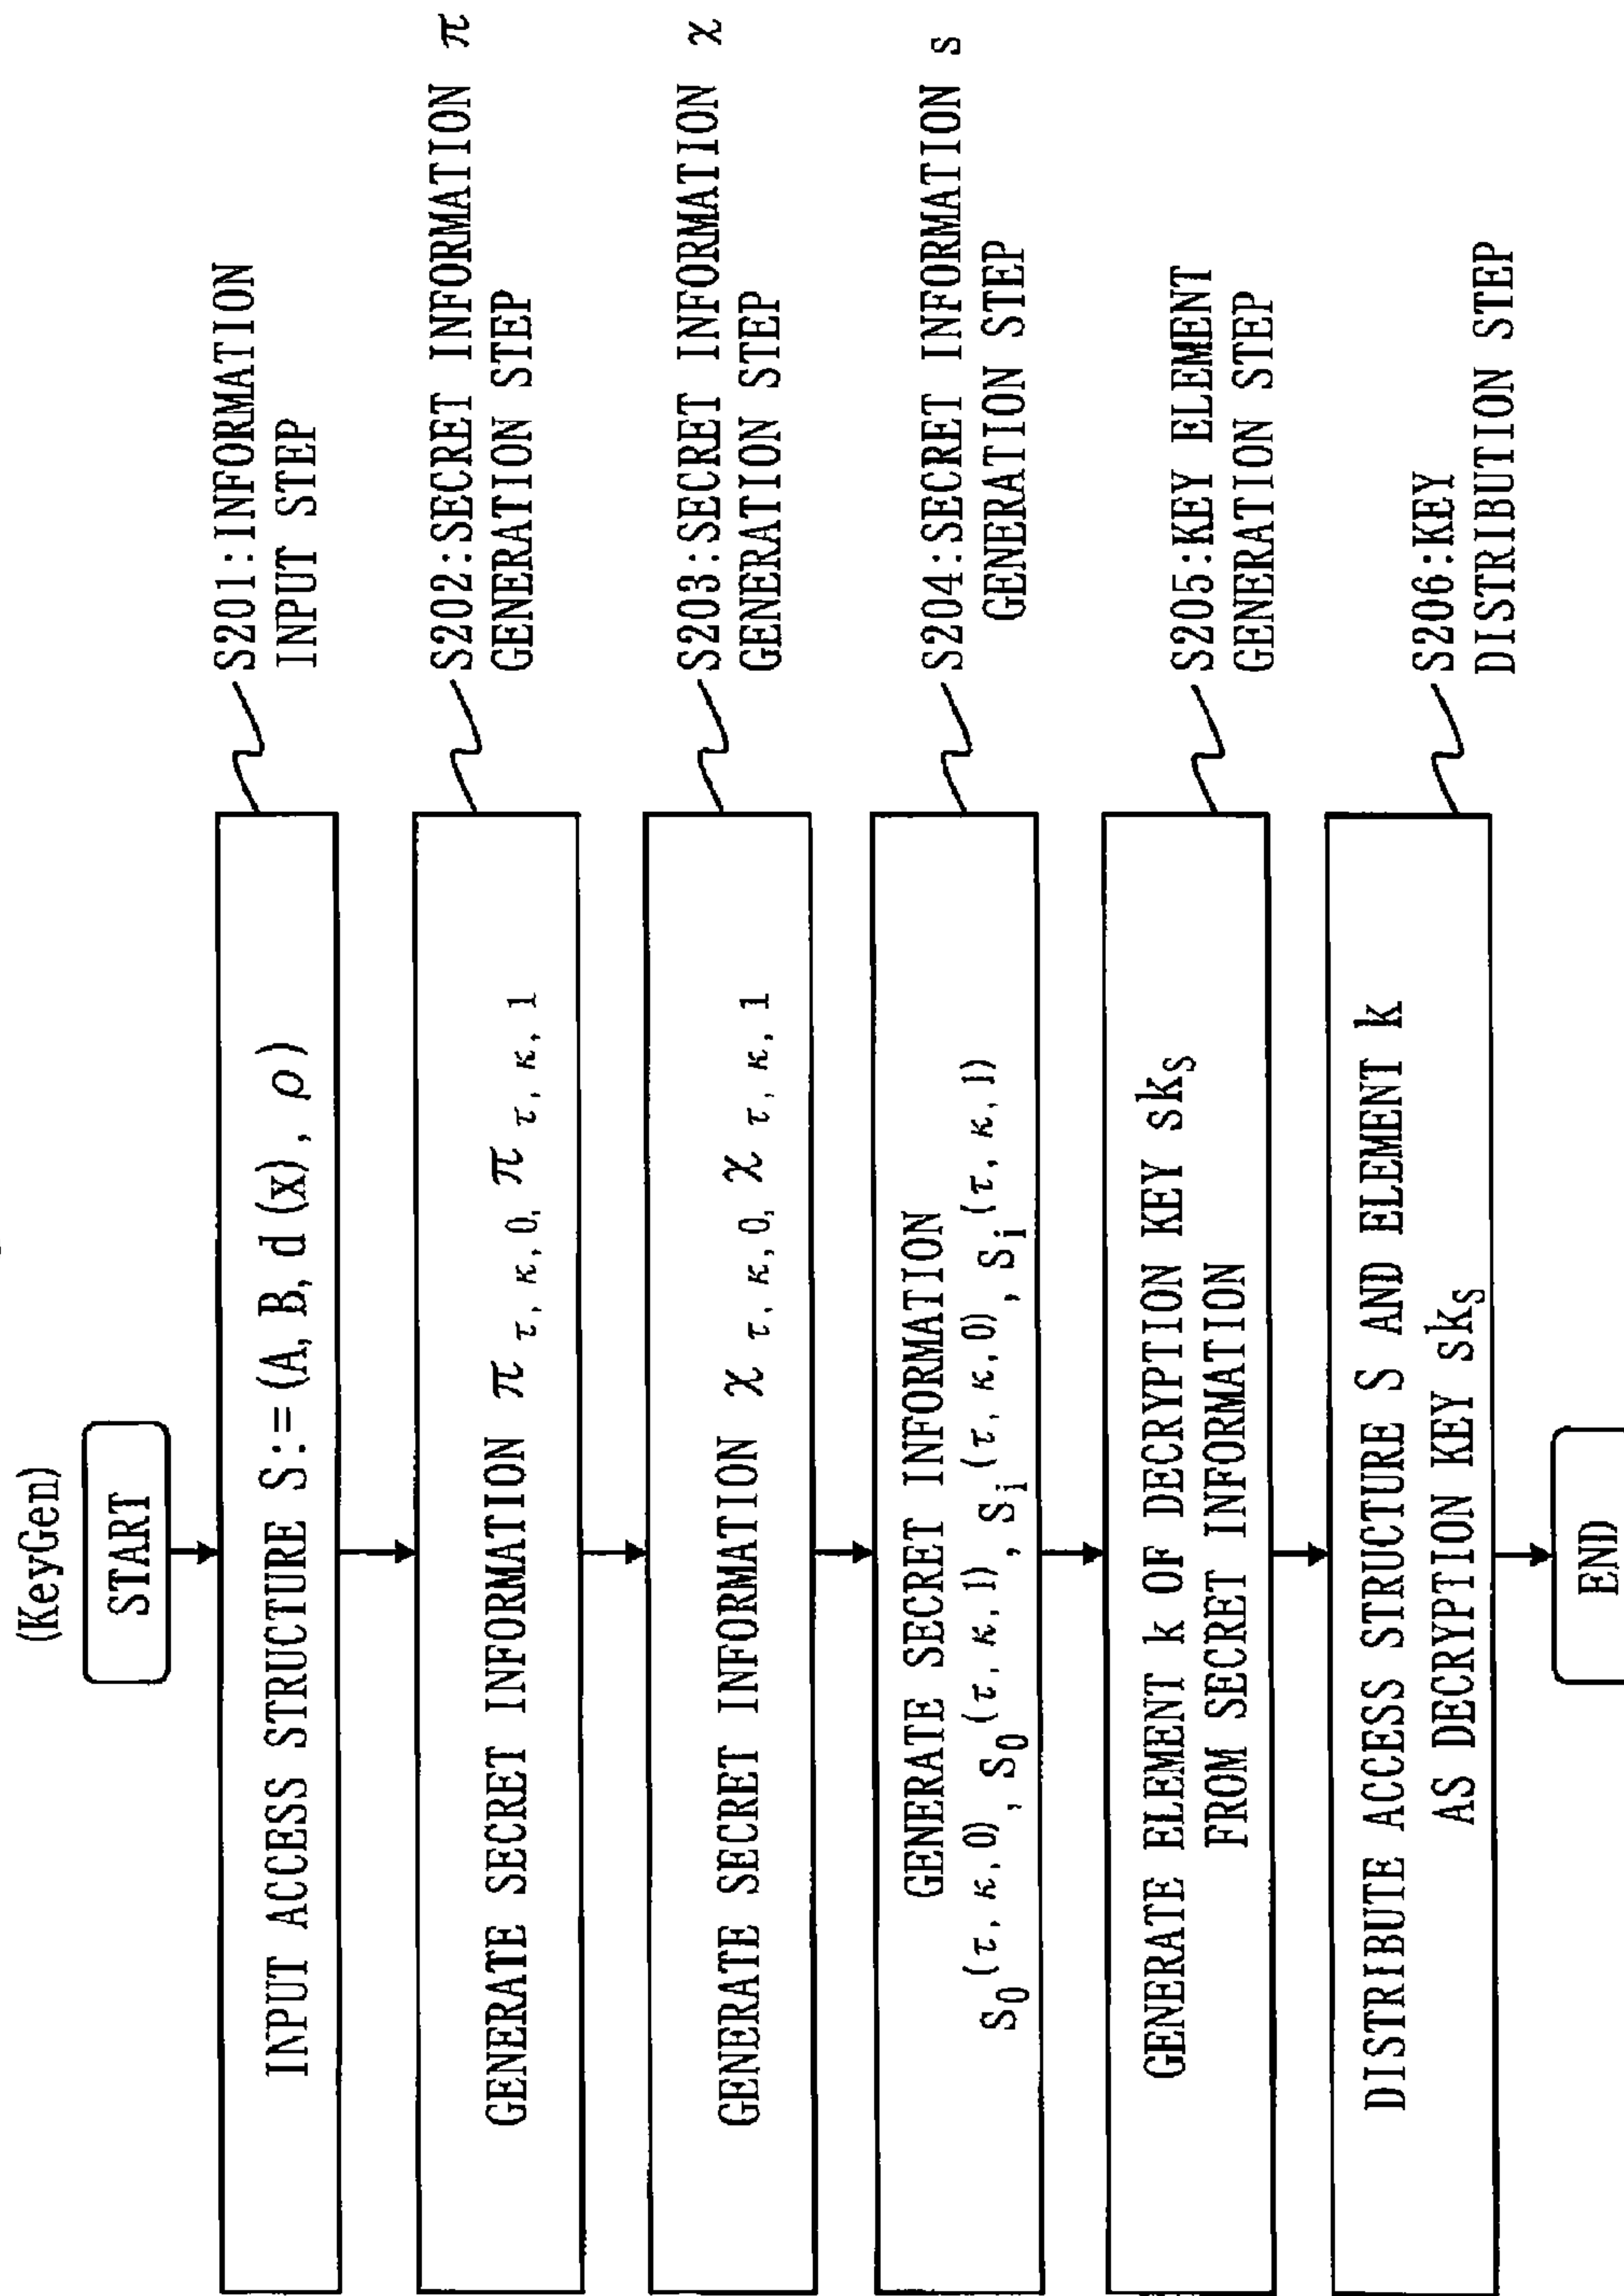 (KeyGen)
START
INPUT ACCESS STRUCTURE S:=(A, B, d(x), ρ)
S201:INFORMATION
INPUT STEP
GENERATE SECRET INFORMATION π τ, κ, 0, π τ, κ, 1
S202:SECRET INFORMATION π
GENERATION STEP
GENERATE SECRET INFORMATION χ τ, κ, 0, χ τ, κ, 1
S203:SECRET INFORMATION χ
GENERATION STEP
GENERATE SECRET INFORMATION
S0(τ, κ, 0), S0(τ, κ, 1), Si(τ, κ, 0), Si(τ, κ, 1)
S204:SECRET INFORMATION s
GENERATION STEP
GENERATE ELEMENT k OF DECRYPTION KEY skS
FROM SECRET INFORMATION
S205:KEY ELEMENT
GENERATION STEP
DISTRIBUTE ACCESS STRUCTURE S AND ELEMENT k
AS DECRYPTION KEY skS
S206:KEY
DISTRIBUTION STEP
END